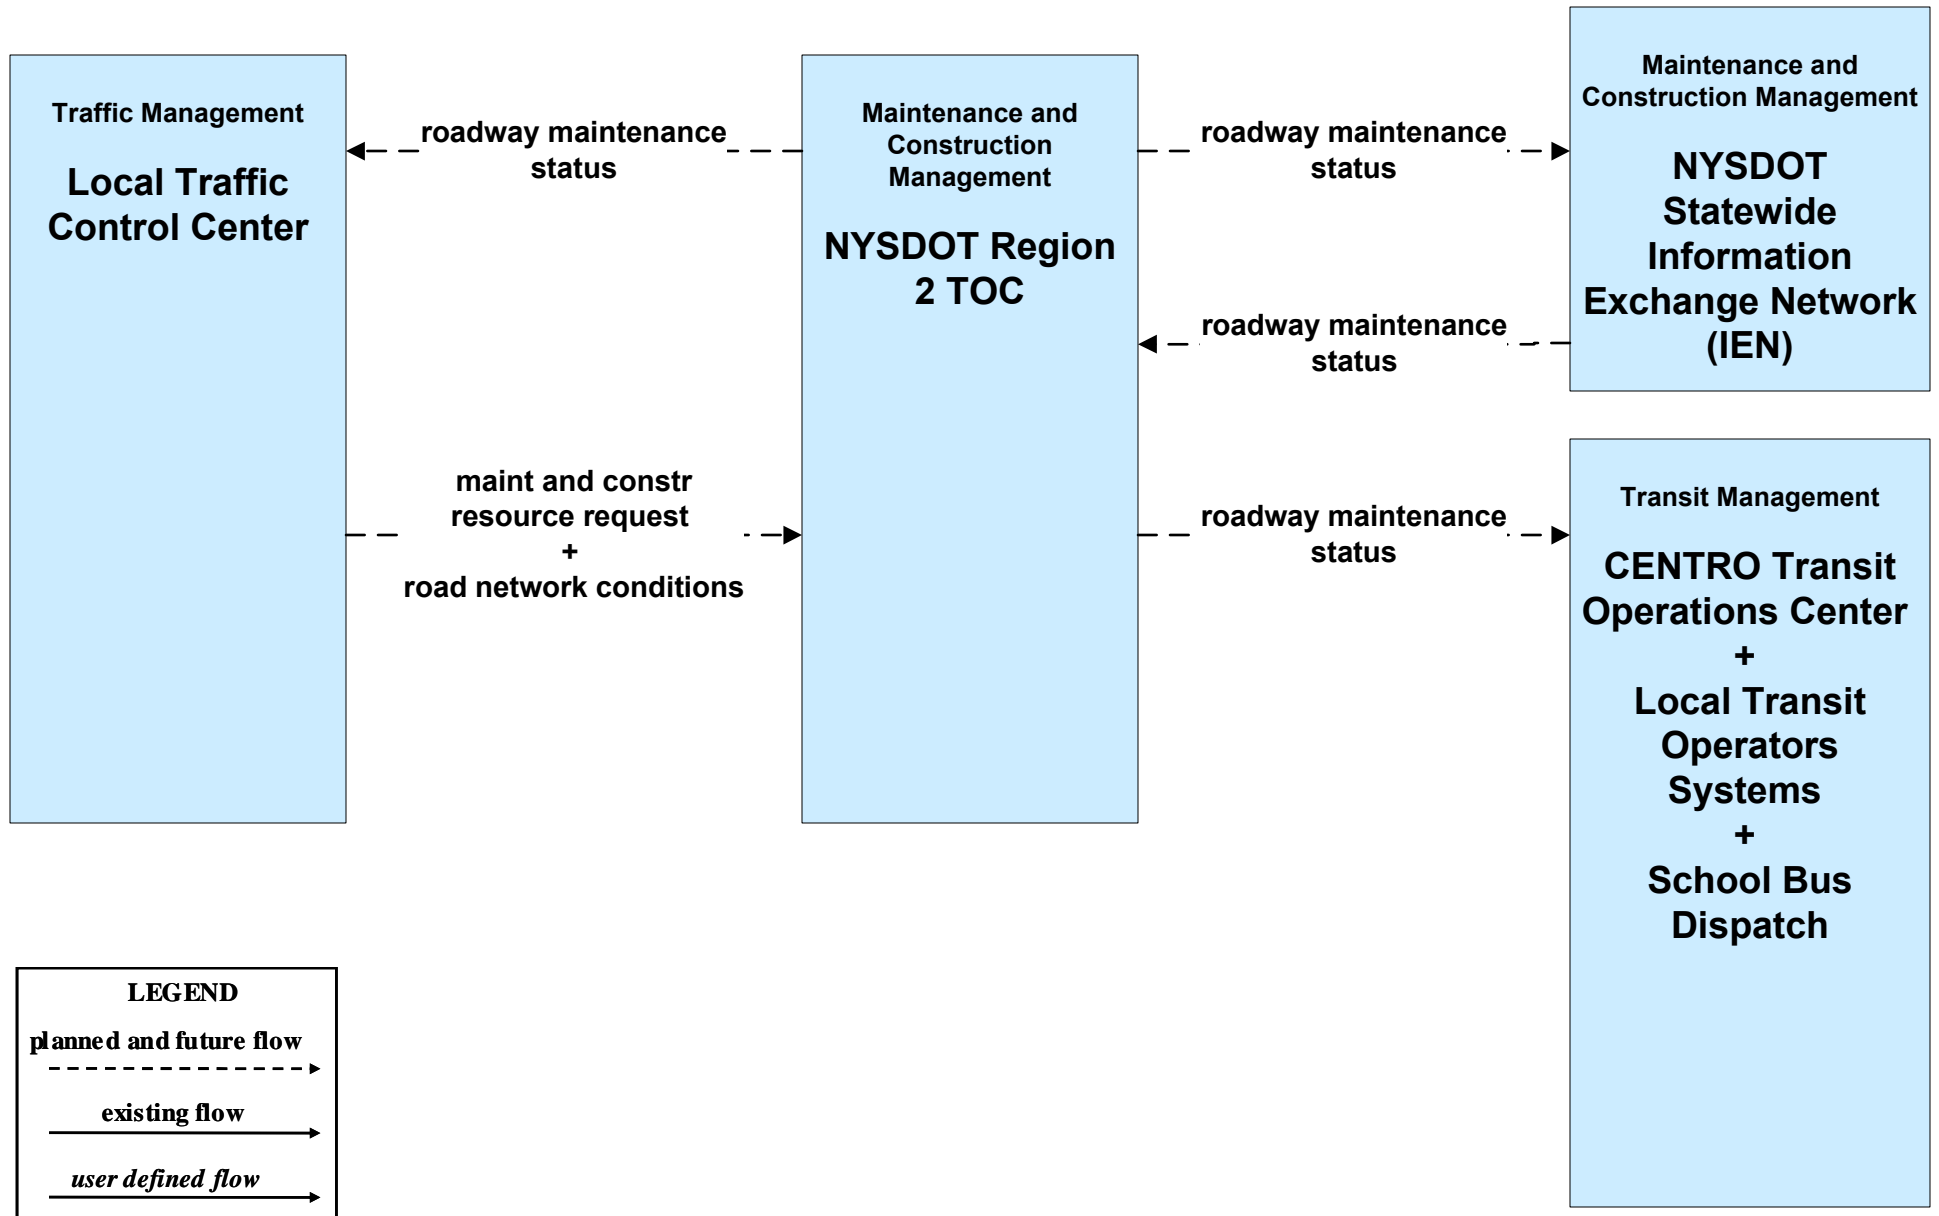 Traffic Management
Local Traffic
Control Center
roadway maintenance
status
maint and constr
resource request
+
road network conditions
Maintenance and
Construction
Management
NYSDOT Region
2 TOC
roadway maintenance
status
roadway maintenance
status
roadway maintenance
status
Maintenance and
Construction Management
NYSDOT
Statewide
Information
Exchange Network
(IEN)
Transit Management
CENTRO Transit
Operations Center
+
Local Transit
Operators
Systems
+
School Bus
Dispatch
LEGEND
planned and future flow
existing flow
user defined flow